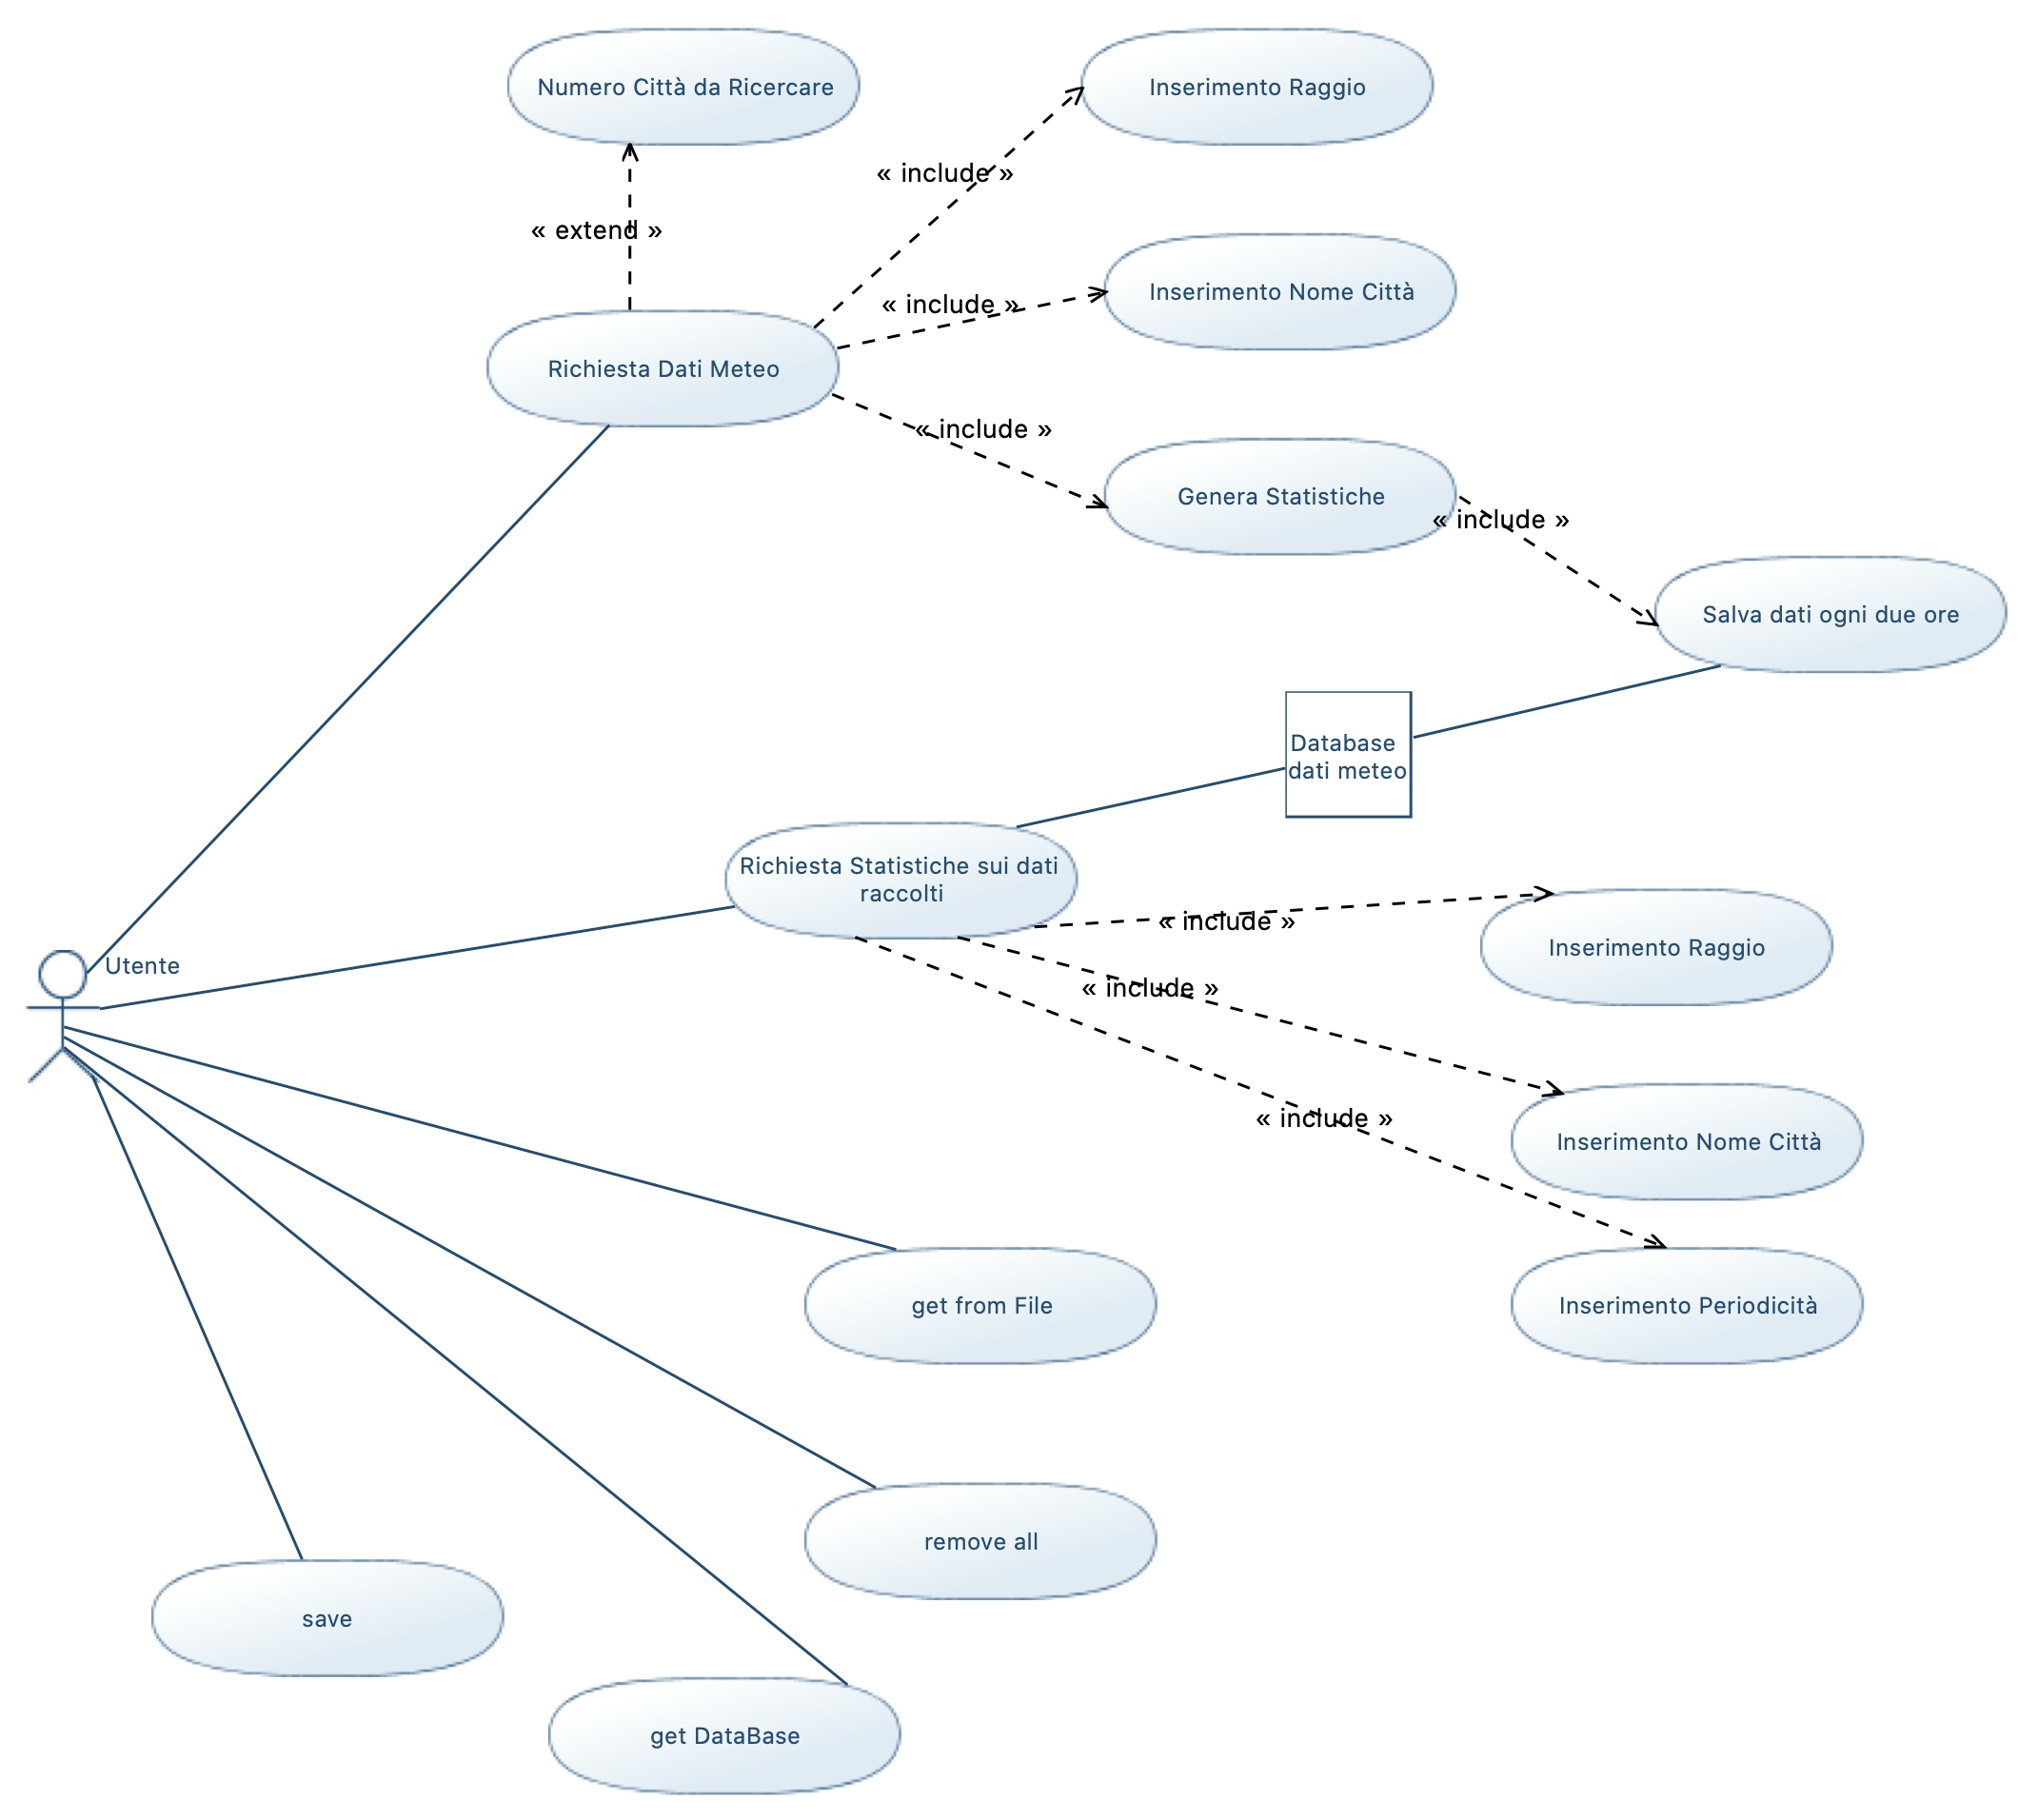 Numero Città da Ricercare
Inserimento Raggio
« include »
« extend »
Inserimento Nome Città
« include »
Richiesta Dati Meteo
« include »
Genera Statistiche
« include »
Salva dati ogni due ore
Database
dati meteo
Richiesta Statistiche sui dati
raccolti
« include »
Inserimento Raggio
Utente
« include »
« include »
Inserimento Nome Città
get from File
Inserimento Periodicità
remove all
save
get DataBase